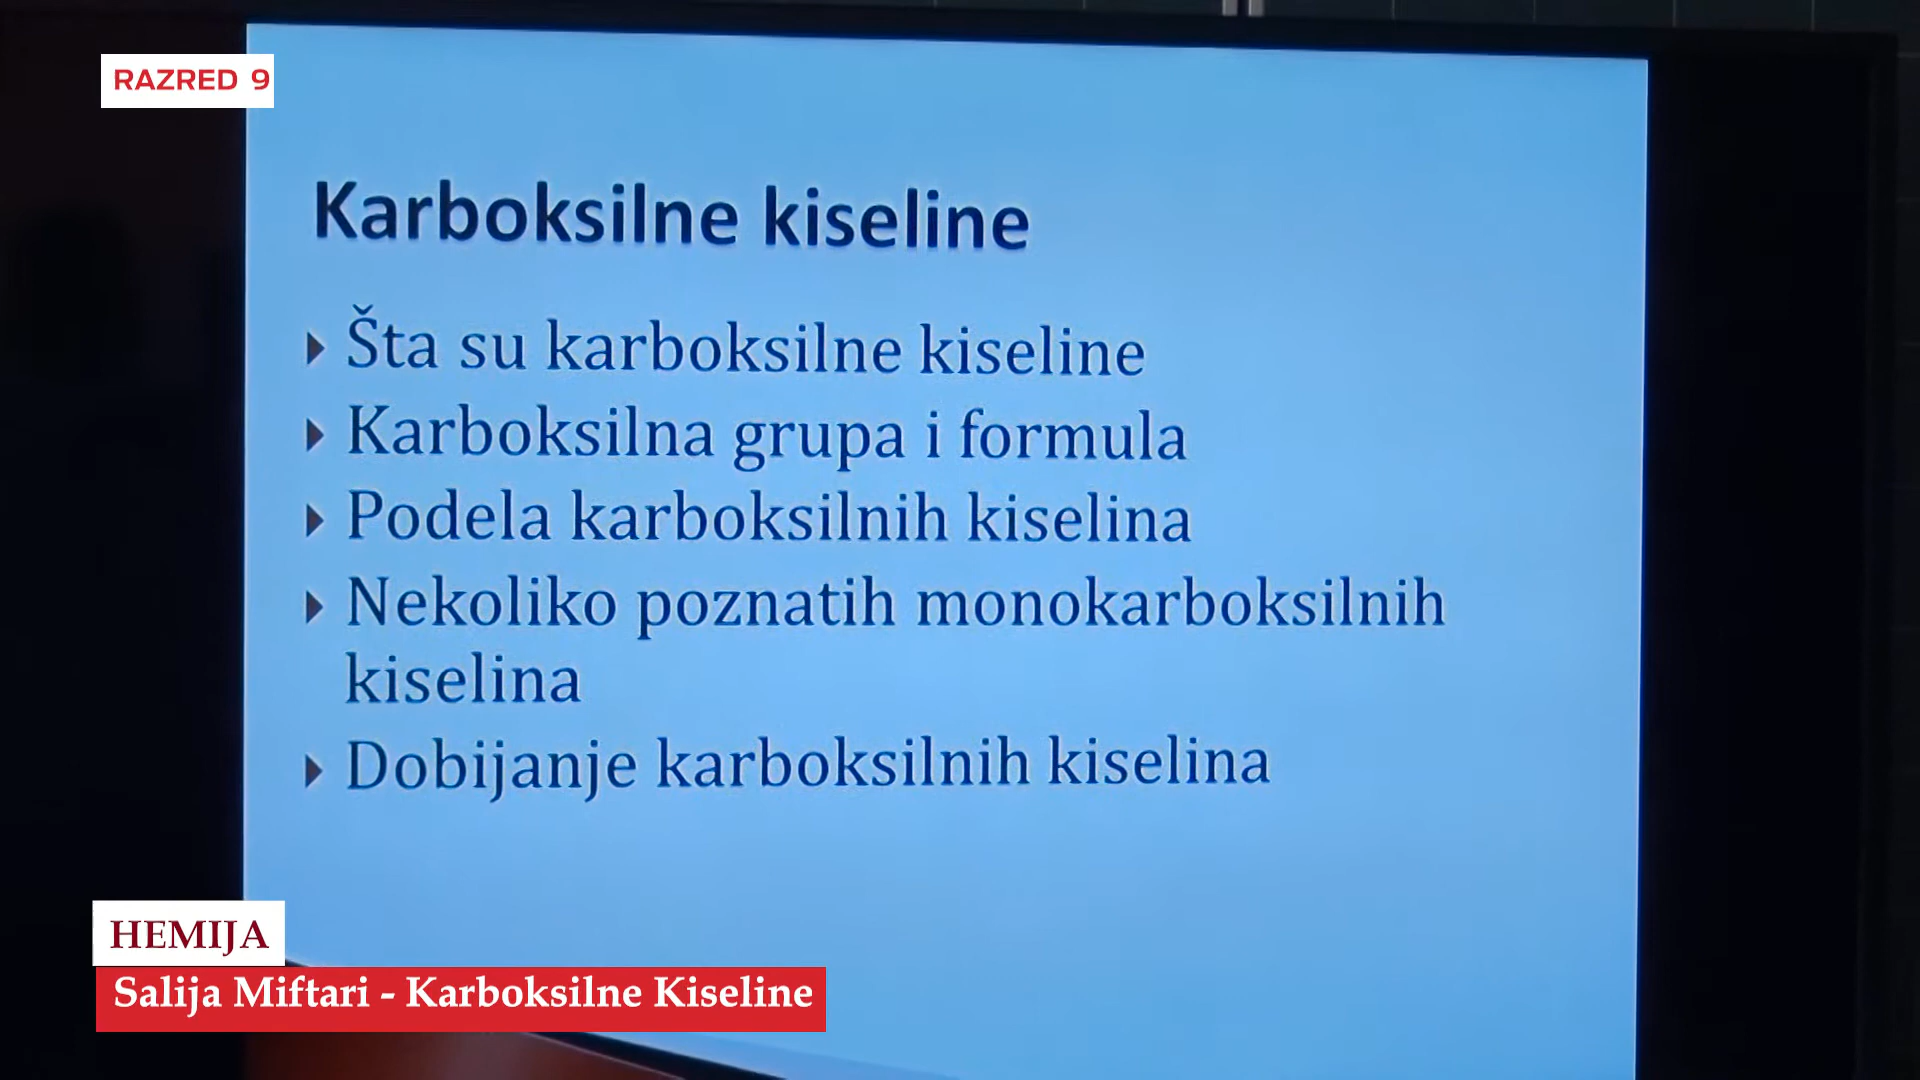 RAZRED 9
Karboksilne kiseline
Šta su karboksilne kiseline
Karboksilna grupa i formula
Podela karboksilnih kiselina
Nekoliko poznatih monokarboksilnih
kiselina
Dobijanje karboksilnih kiselina
HEMIJA
Salija Miftari - Karboksilne Kiseline